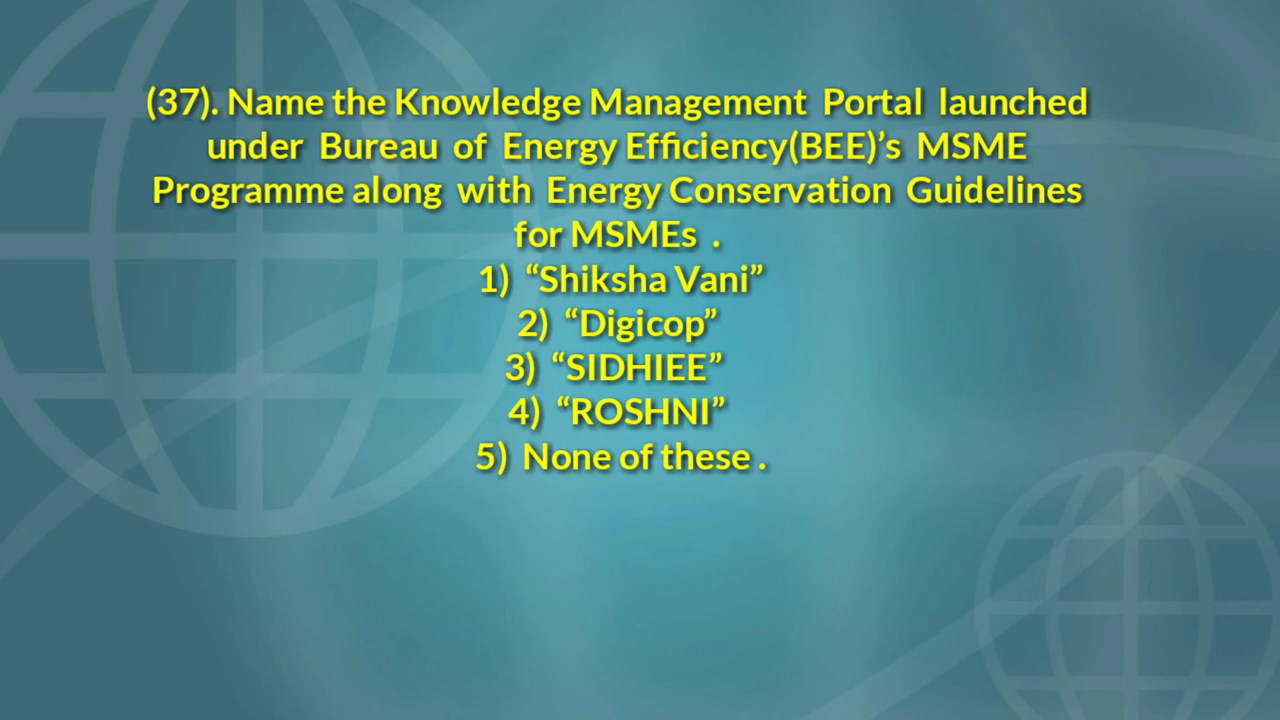 (37). Name the Knowledge Management Portal launched
under Bureau of Energy Efficiency(BEE)’s MSME
Programme along with Energy Conservation Guidelines
for MSMEs .
1) “Shiksha Vani”
2) “Digicop”
3) “SIDHIEE”
4) “ROSHNI”
5) None of these .